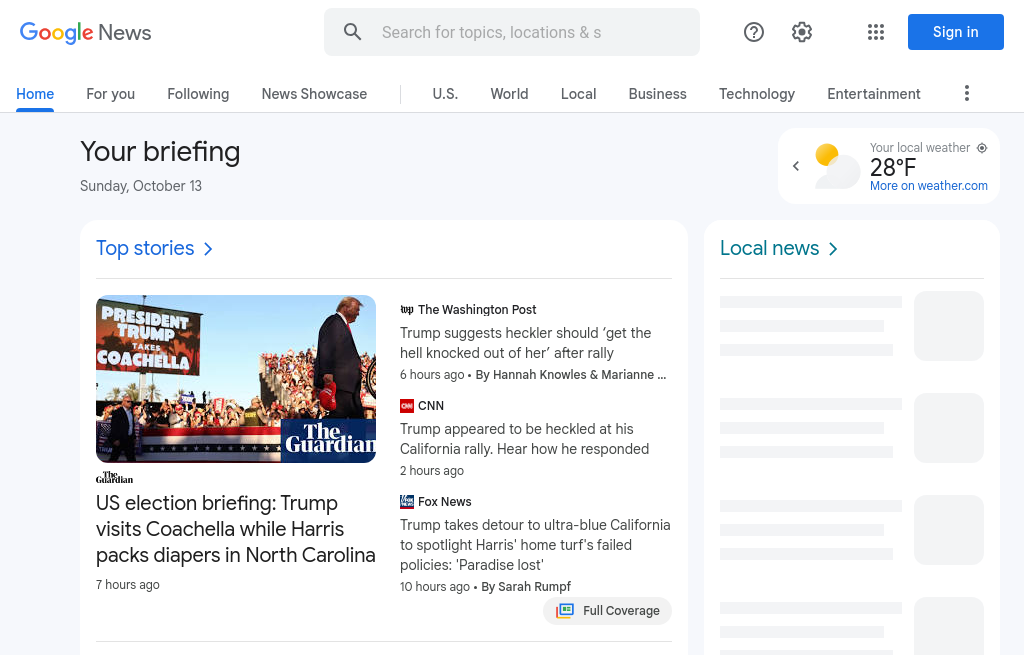 Google News
Search for topics, locations & s
Sign in
Home
For you
Following
News Showcase
U.S.
World
Local
Business
Technology
Entertainment
Your briefing
Sunday, October 13
Your local weather
28°F
More on weather.com
Top stories
Local news
PRESIDENT
TRUMP
TAKES
COACHELLA
The
Guardian
The
Guardian
US election briefing: Trump
visits Coachella while Harris
packs diapers in North Carolina
7 hours ago
wp The Washington Post
Trump suggests heckler should ‘get the
hell knocked out of her’ after rally
6 hours ago • By Hannah Knowles & Marianne ...
CNN CNN
Trump appeared to be heckled at his
California rally. Hear how he responded
2 hours ago
FOX NEWS Fox News
Trump takes detour to ultra-blue California
to spotlight Harris' home turf's failed
policies: 'Paradise lost'
10 hours ago • By Sarah Rumpf
Full Coverage